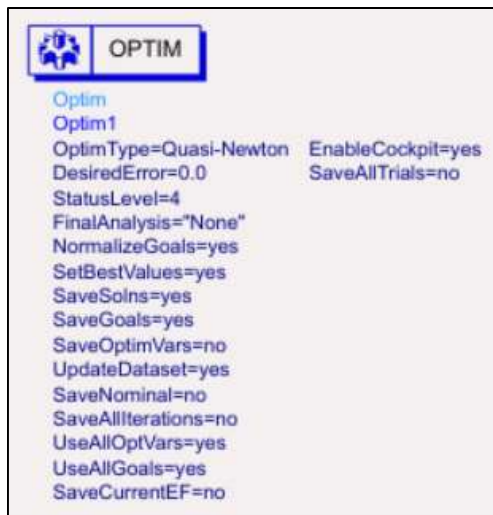 OPTIM
Optim
Optim1
OptimType=Quasi-Newton EnableCockpit=yes
DesiredError=0.0 SaveAllTrials=no
StatusLevel=4
FinalAnalysis="None"
NormalizeGoals=yes
SetBestValues=yes
SaveSolns=yes
SaveGoals=yes
SaveOptimVars=no
UpdateDataset=yes
SaveNominal=no
SaveAllIterations=no
UseAllOptVars=yes
UseAllGoals=yes
SaveCurrentEF=no